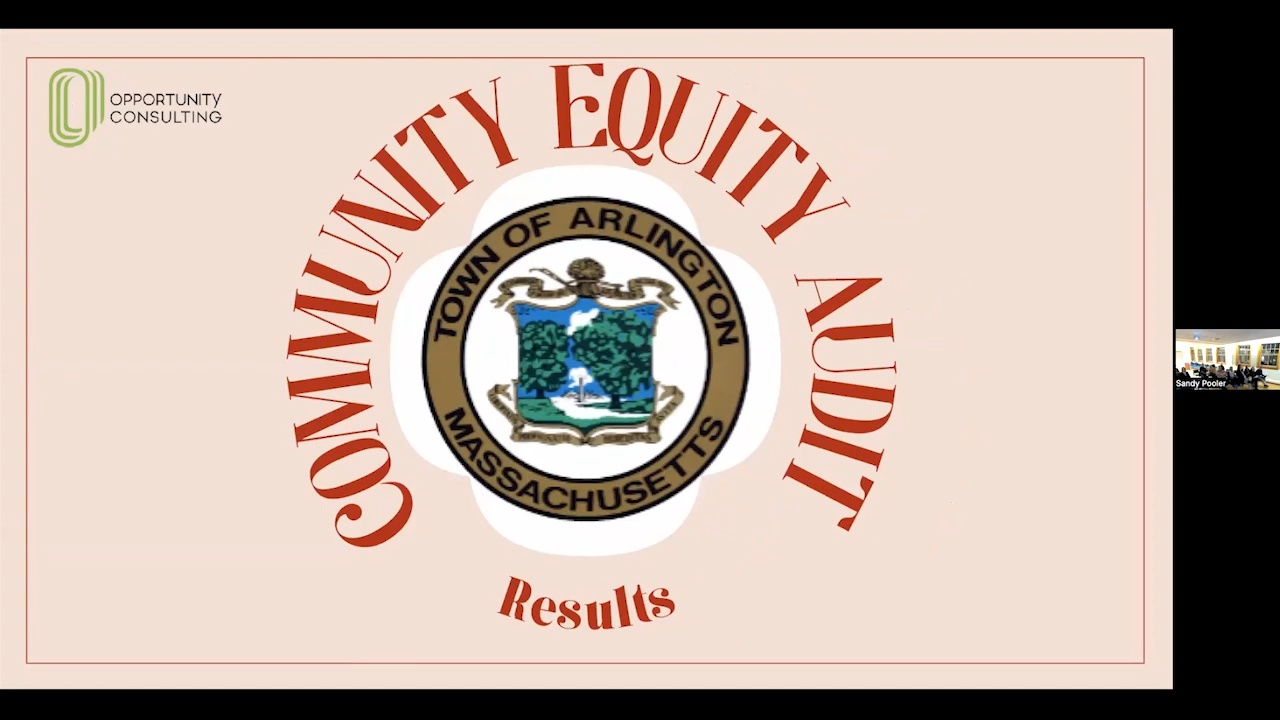 OPPORTUNITY
CONSULTING
COMMUNITY EQUITY AUDIT
TOWN OF ARLINGTON
MASSACHUSETTS
Results
Sandy Pooler